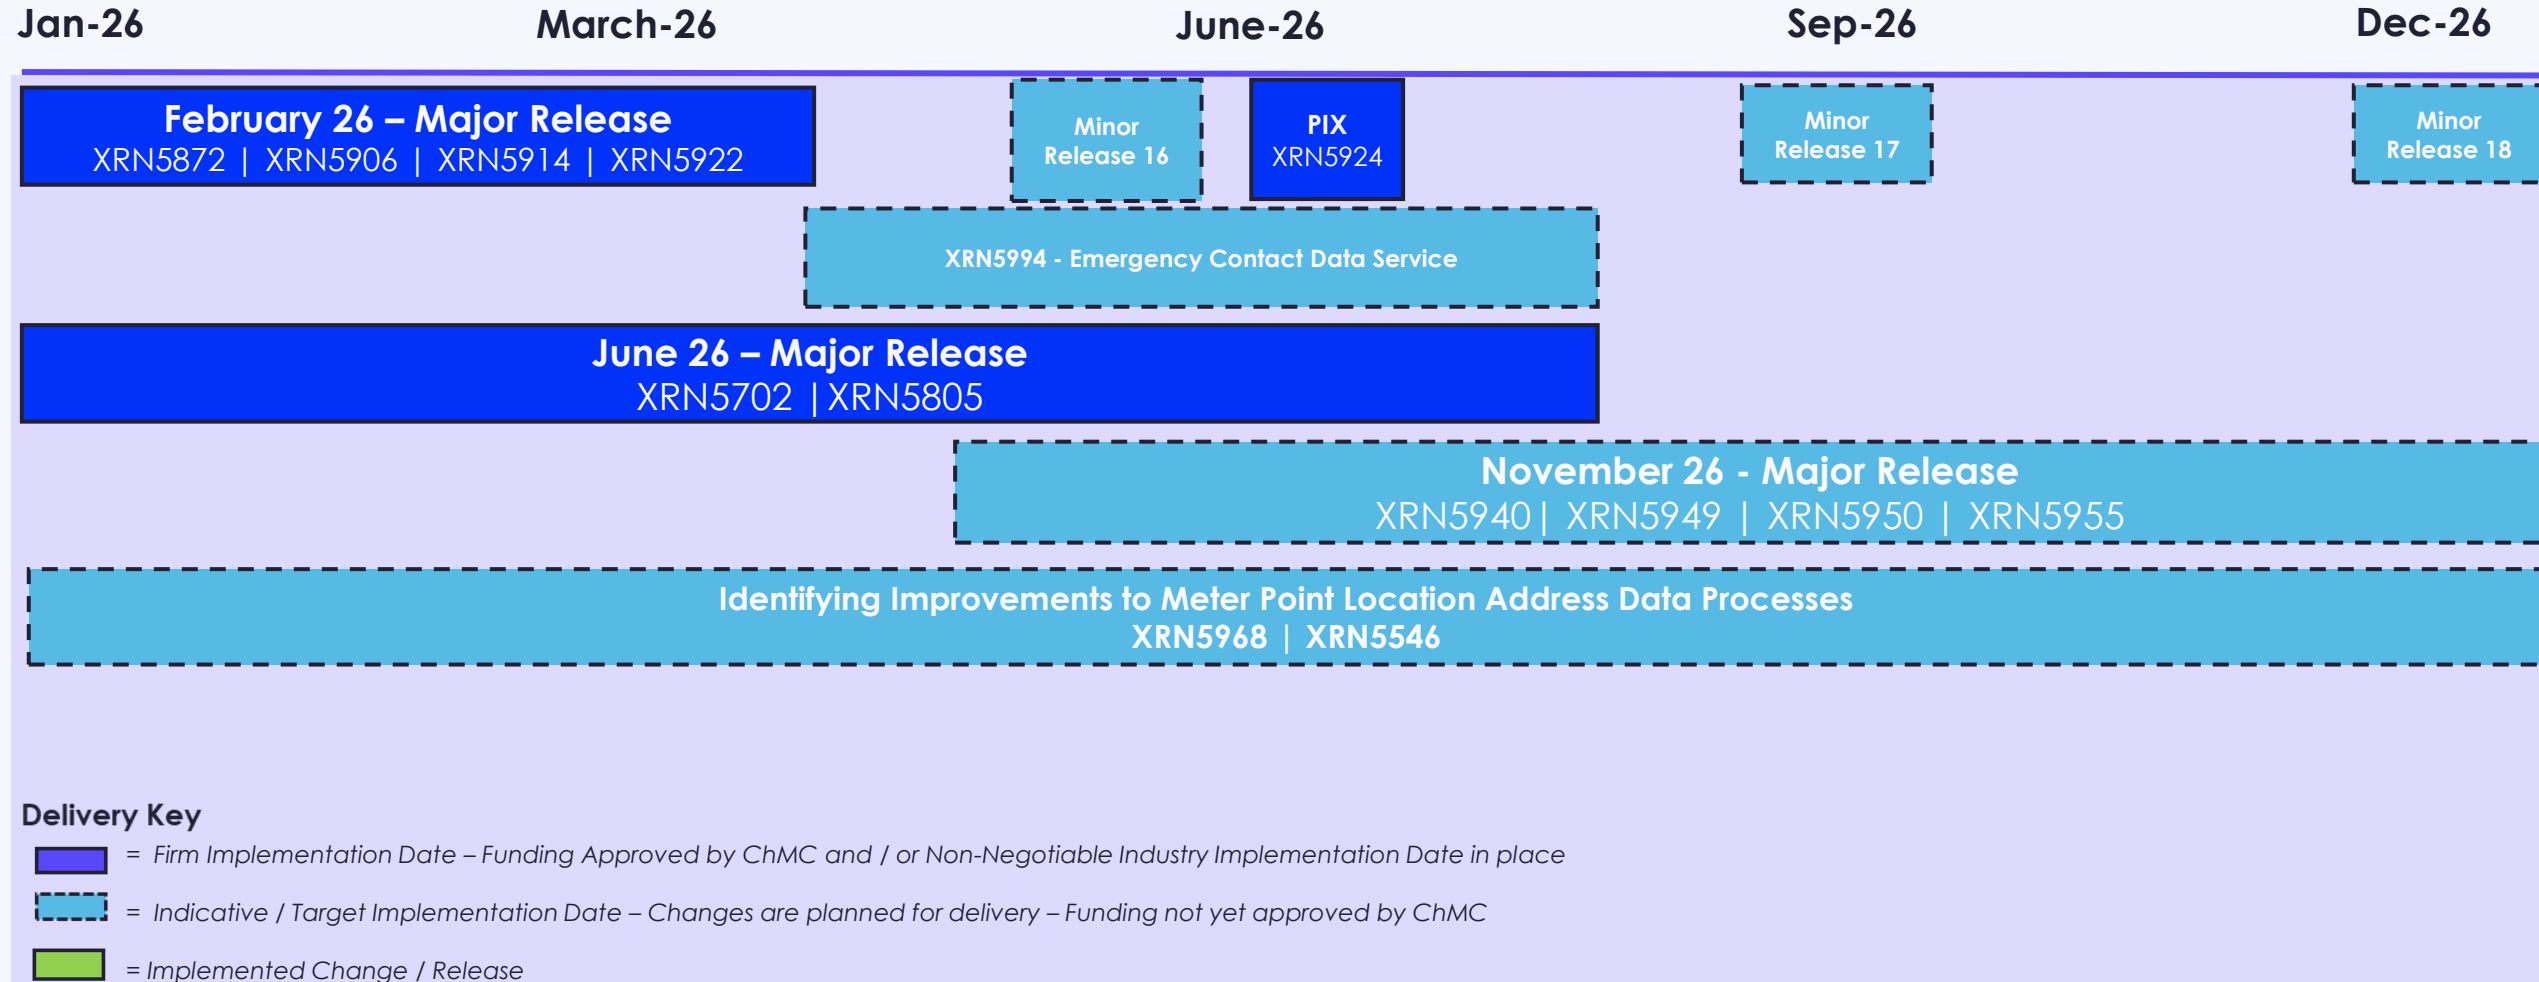 Jan-26
March-26
June-26
Sep-26
Dec-26
February 26 – Major Release
XRN5872 | XRN5906 | XRN5914 | XRN5922
Minor
Release 16
PIX
XRN5924
Minor
Release 17
Minor
Release 18
XRN5994 - Emergency Contact Data Service
June 26 – Major Release
XRN5702 |XRN5805
November 26 - Major Release
XRN5940| XRN5949 | XRN5950 | XRN5955
Identifying Improvements to Meter Point Location Address Data Processes
XRN5968 | XRN5546
Delivery Key
= Firm Implementation Date – Funding Approved by ChMC and / or Non-Negotiable Industry Implementation Date in place
= Indicative / Target Implementation Date – Changes are planned for delivery – Funding not yet approved by ChMC
= Implemented Change / Release